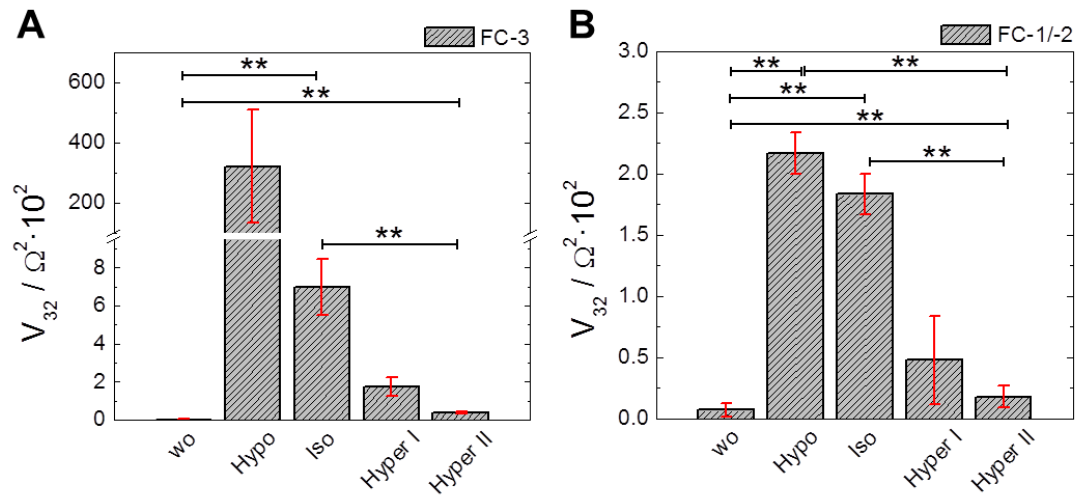 A
FC-3
V32 / Ω²·10²
600
400
200
8
6
4
2
0
**
**
**
wo
Hypo
Iso
Hyper I
Hyper II
B
FC-1/-2
V32 / Ω²·10²
3.0
2.5
2.0
1.5
1.0
0.5
0.0
** **
**
**
**
wo
Hypo
Iso
Hyper I
Hyper II